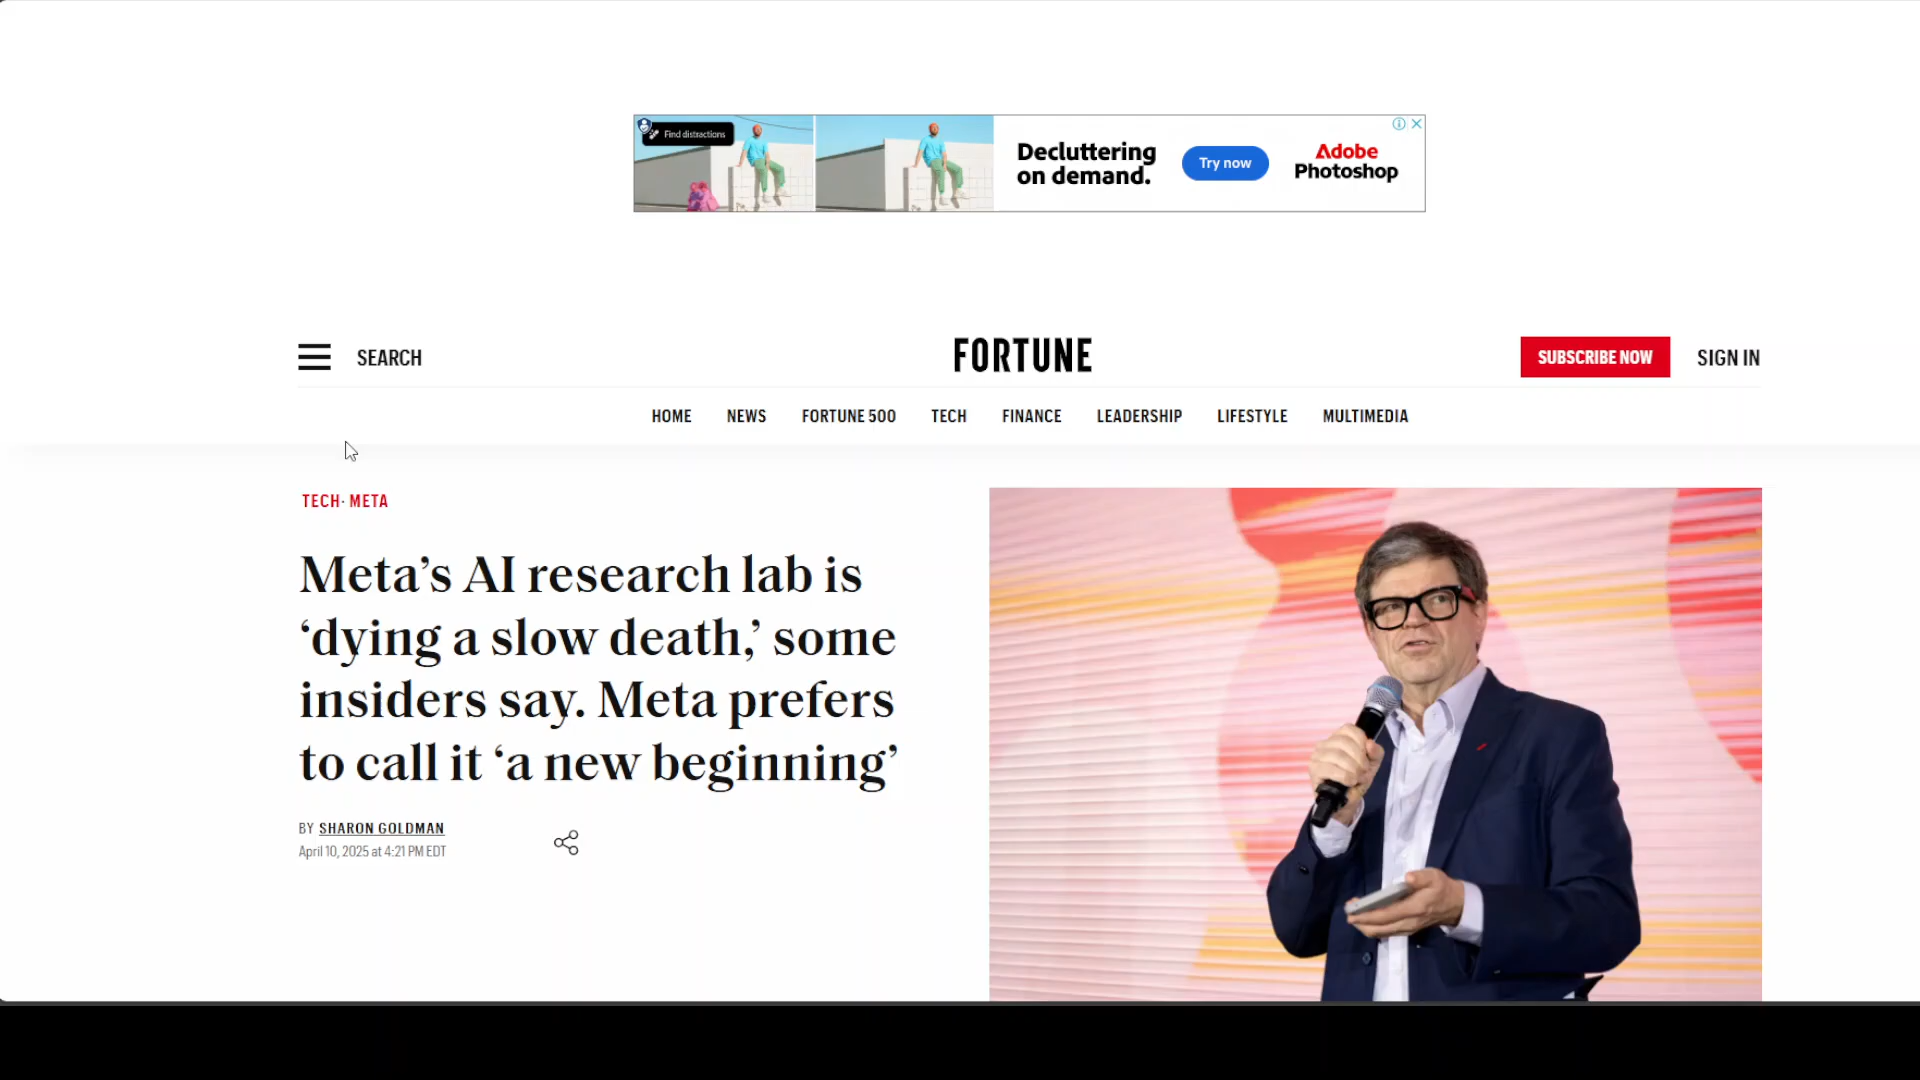 Find distractions
Decluttering
on demand.
Try now
Adobe
Photoshop
SEARCH
FORTUNE
SUBSCRIBE NOW
SIGN IN
HOME
NEWS
FORTUNE 500
TECH
FINANCE
LEADERSHIP
LIFESTYLE
MULTIMEDIA
TECH· META
Meta’s AI research lab is
‘dying a slow death,’ some
insiders say. Meta prefers
to call it ‘a new beginning’
BY SHARON GOLDMAN
April 10, 2025 at 4:21 PM EDT